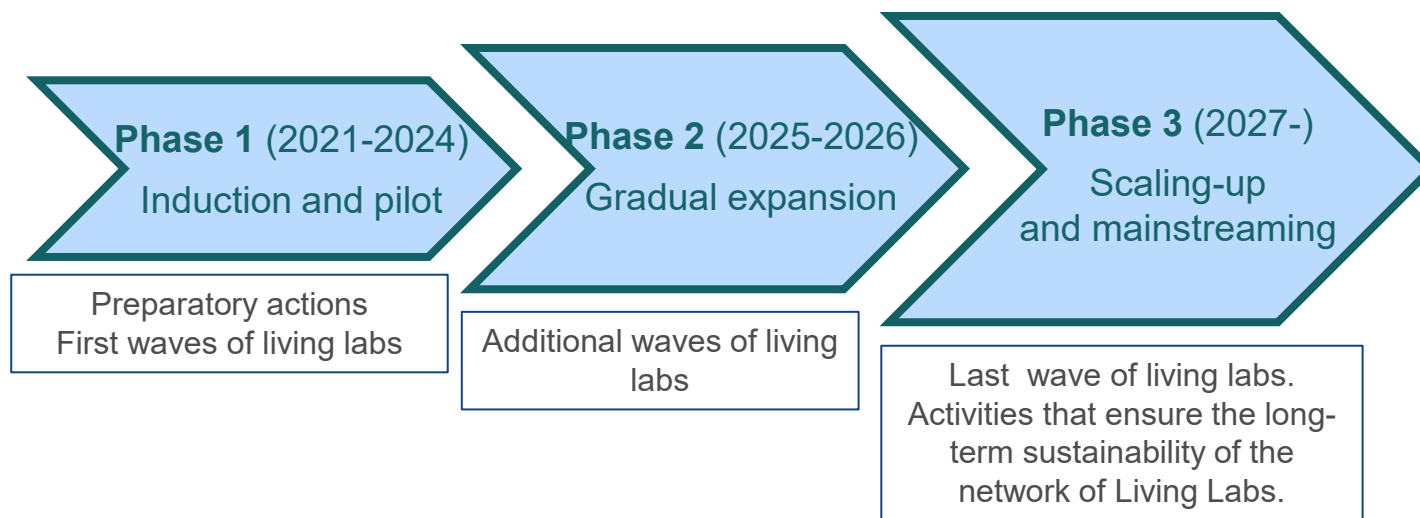 Phase 1 (2021-2024)
Induction and pilot
Preparatory actions
First waves of living labs
Phase 2 (2025-2026)
Gradual expansion
Additional waves of living
labs
Phase 3 (2027-)
Scaling-up
and mainstreaming
Last  wave of living labs.
Activities that ensure the long-
term sustainability of the
network of Living Labs.